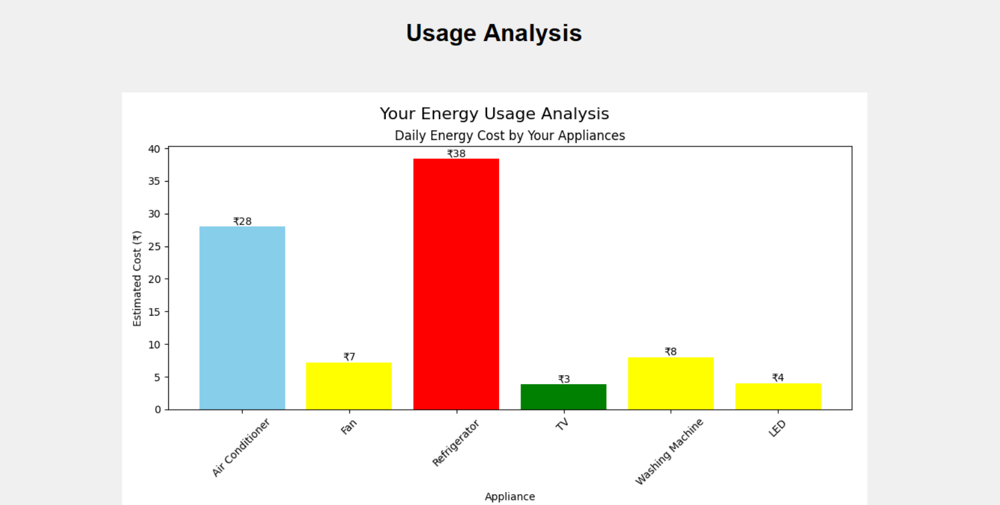 Usage Analysis
Your Energy Usage Analysis
Daily Energy Cost by Your Appliances
40
35
30
25
20
15
10
5
0
Estimated Cost (₹)
₹28
₹7
₹38
₹3
₹8
₹4
Air Conditioner
Fan
Refrigerator
TV
Washing Machine
LED
Appliance